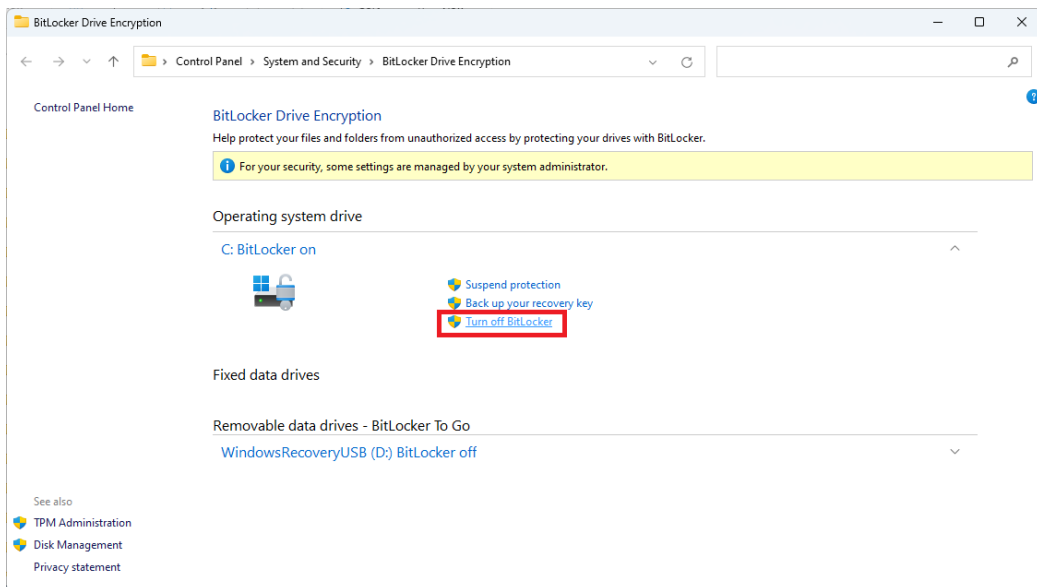 BitLocker Drive Encryption
Control Panel > System and Security > BitLocker Drive Encryption
Control Panel Home
BitLocker Drive Encryption
Help protect your files and folders from unauthorized access by protecting your drives with BitLocker.
For your security, some settings are managed by your system administrator.
Operating system drive
C: BitLocker on
Suspend protection
Back up your recovery key
Turn off BitLocker
Fixed data drives
Removable data drives - BitLocker To Go
WindowsRecoveryUSB (D:) BitLocker off
See also
TPM Administration
Disk Management
Privacy statement